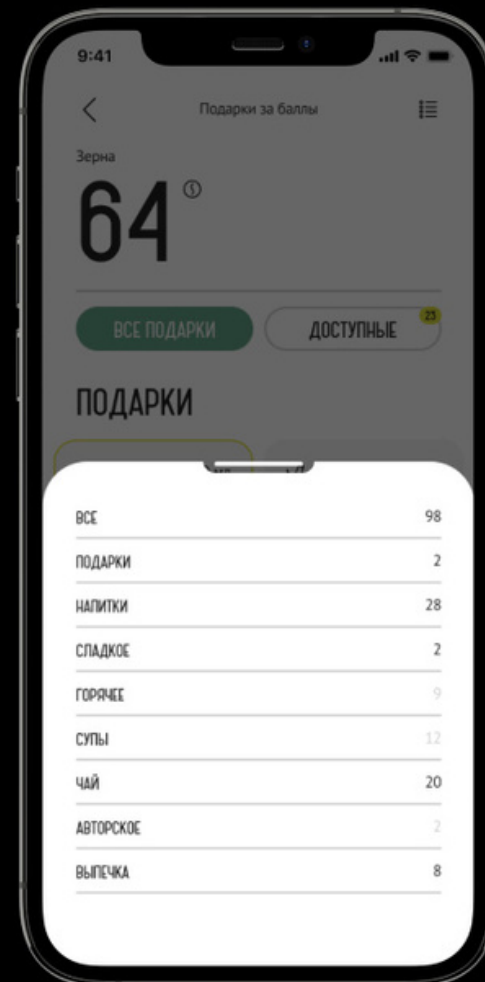 9:41
Подарки за баллы
Зерна
64
ВСЕ ПОДАРКИ
ДОСТУПНЫЕ
23
ПОДАРКИ
ВСЕ 98
ПОДАРКИ 2
НАПИТКИ 28
СЛАДКОЕ 2
ГОРЯЧЕЕ 9
СУПЫ 12
ЧАЙ 20
АВТОРСКОЕ 2
ВЫПЕЧКА 8